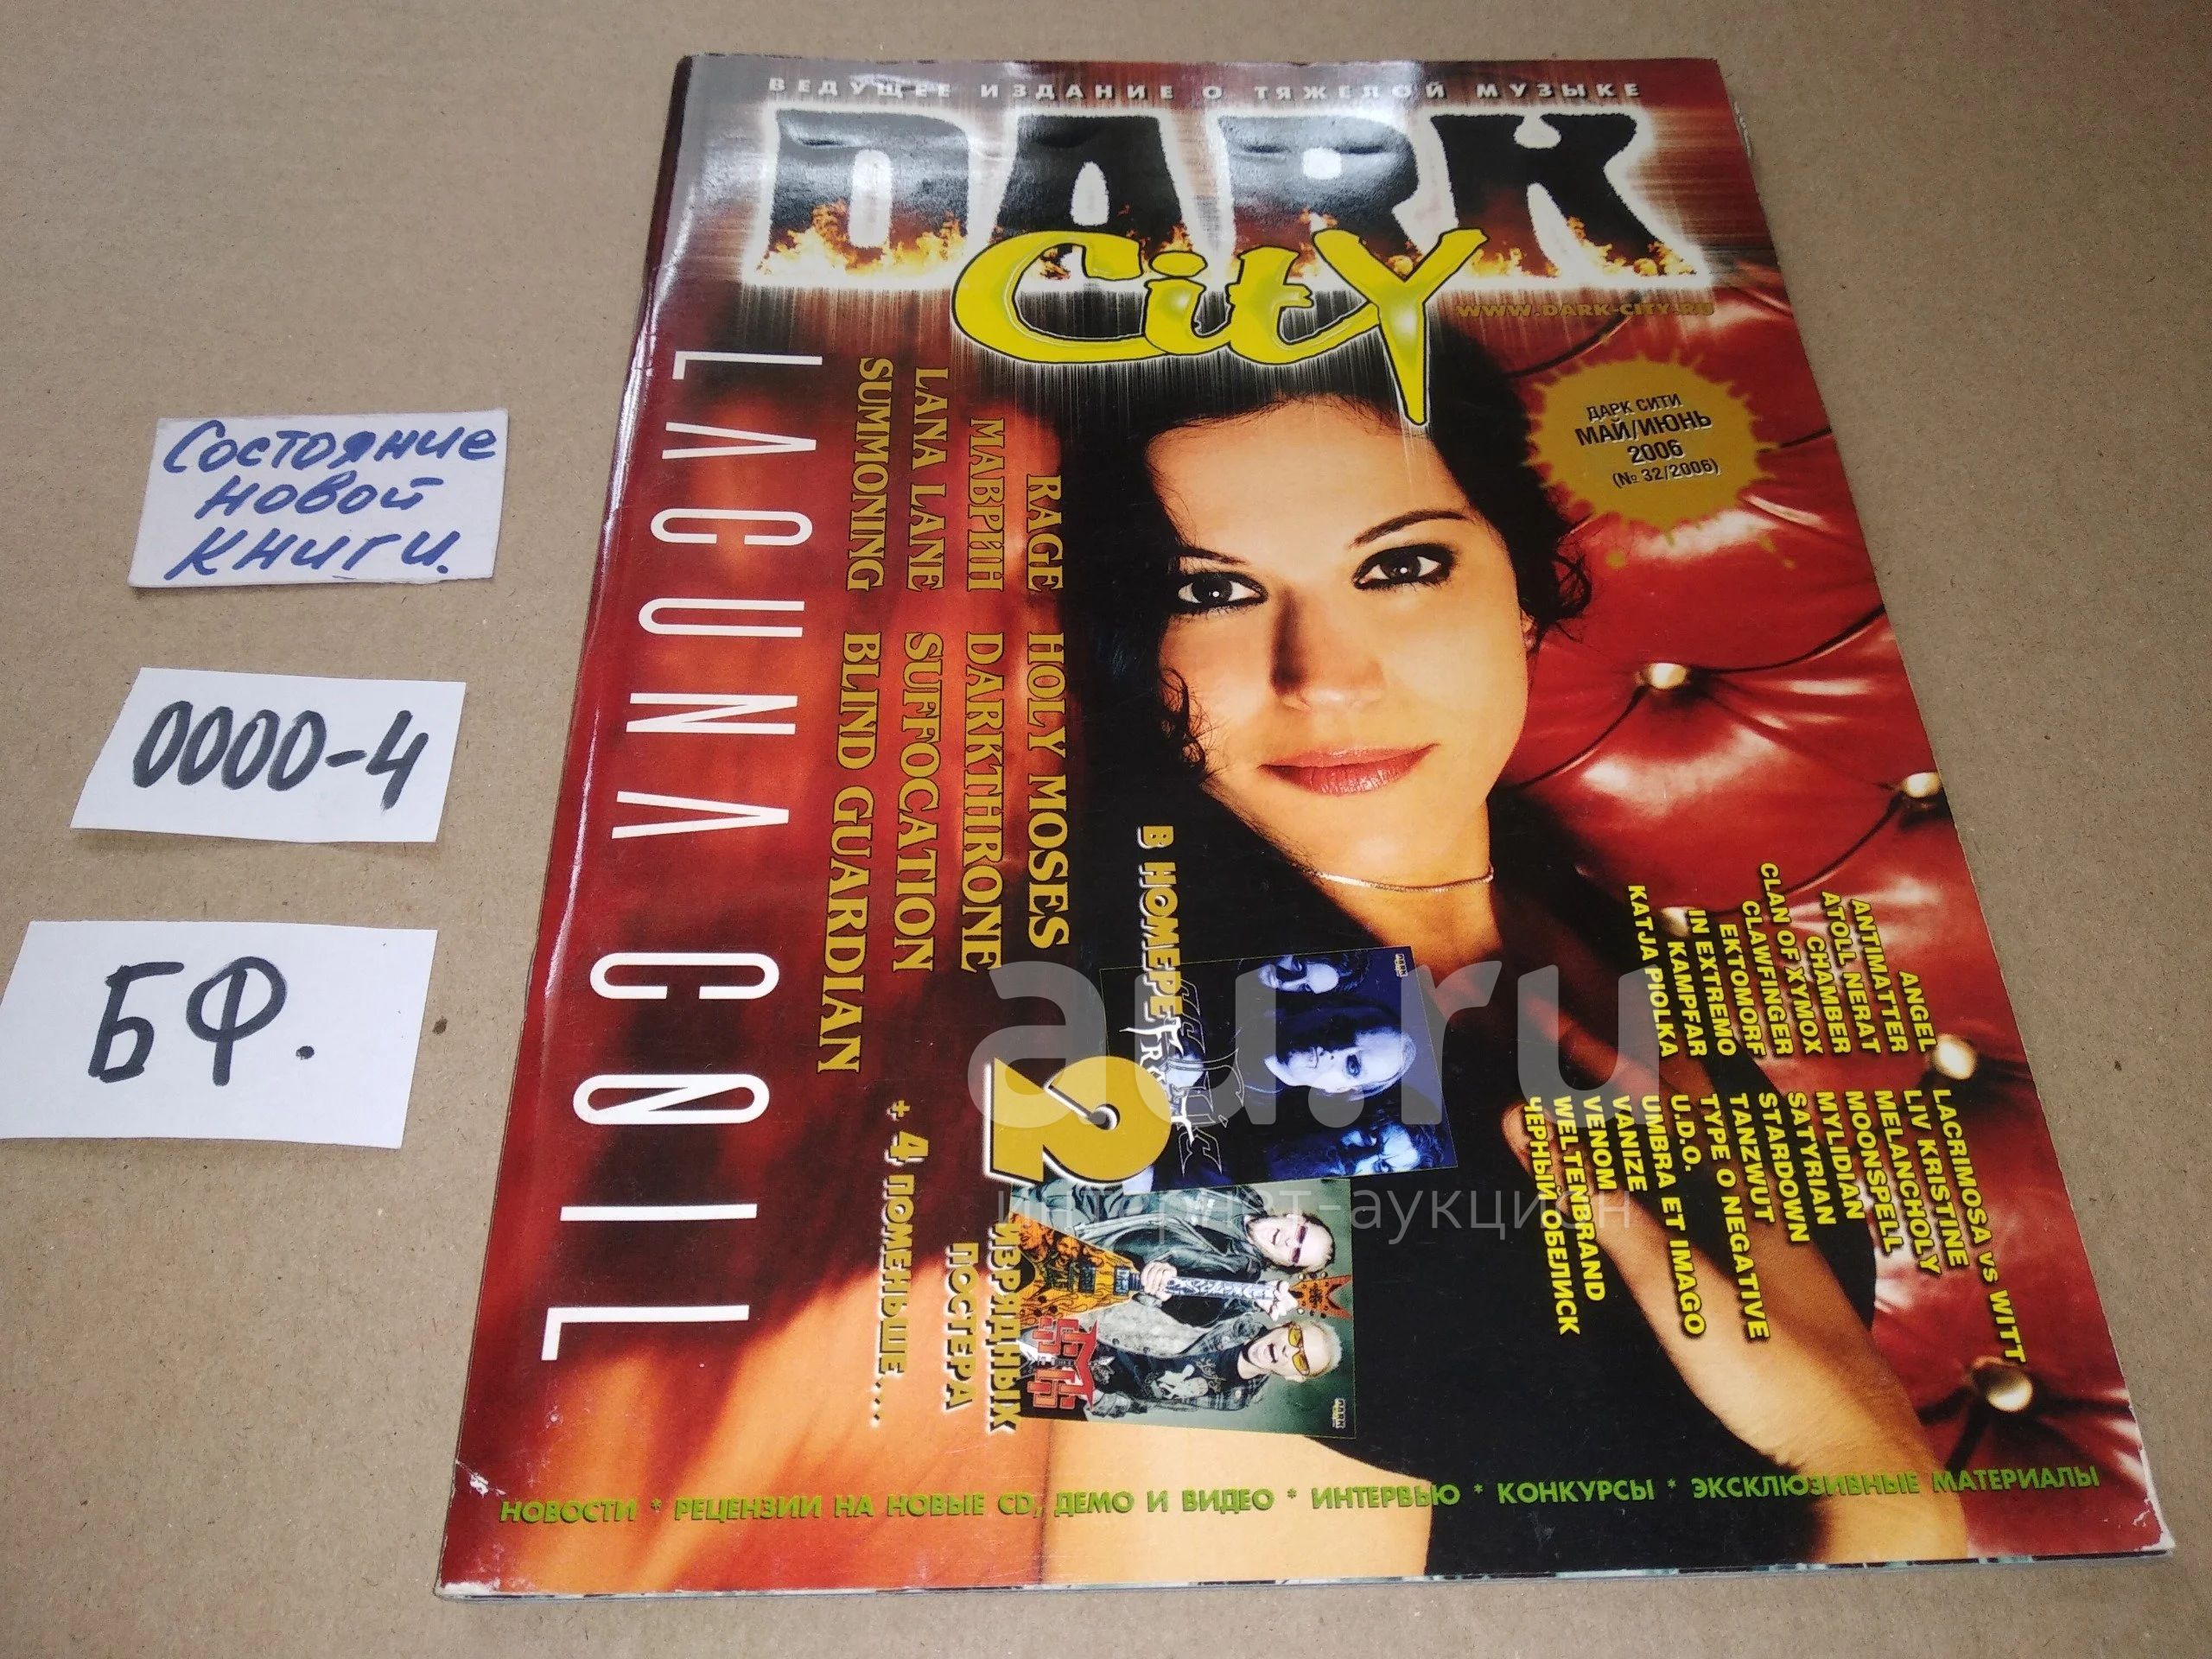 ВЕДУЩЕЕ ИЗДАНИЕ О ТЯЖЕЛОЙ МУЗЫКЕ
DARK
City
WWW.DARK-CITY.RU
ДАРК СИТИ
МАЙ/ИЮНЬ
2006
(№ 32/2006)
Состояние
новой
книги.
0000-4
БФ.
LACUNA COIL
RAGE HOLY MOSES
МАВРИН DARKTHRONE
LANA LANE SUFFOCATION
SUMMONING BLIND GUARDIAN
В НОМЕРЕ
2
ИЗРЯДНЫХ
ПОСТЕРА
+ 4 ПОМЕНЬШЕ....
ANGEL
ANTIMATTER
ATOLL NERAT
CHAMBER
CLAN OF XYMOX
CLAWFINGER
EKTOMORF
IN EXTREMO
KAMPFAR
KATJA PIOLKA
LACRIMOSA vs WITT
LIV KRISTINE
MELANCHOLY
MOONSPELL
MYLIDIAN
SATYRIAN
STARDOWN
TANZWUT
TYPE O NEGATIVE
U.D.O.
UMBRA ET IMAGO
VANIZE
VENOM
WELTENBRAND
ЧЕРНЫЙ ОБЕЛИСК
au.ru
интернет-аукцион
НОВОСТИ * РЕЦЕНЗИИ НА НОВЫЕ CD, ДЕМО И ВИДЕО * ИНТЕРВЬЮ * КОНКУРСЫ * ЭКСКЛЮЗИВНЫЕ МАТЕРИАЛЫ